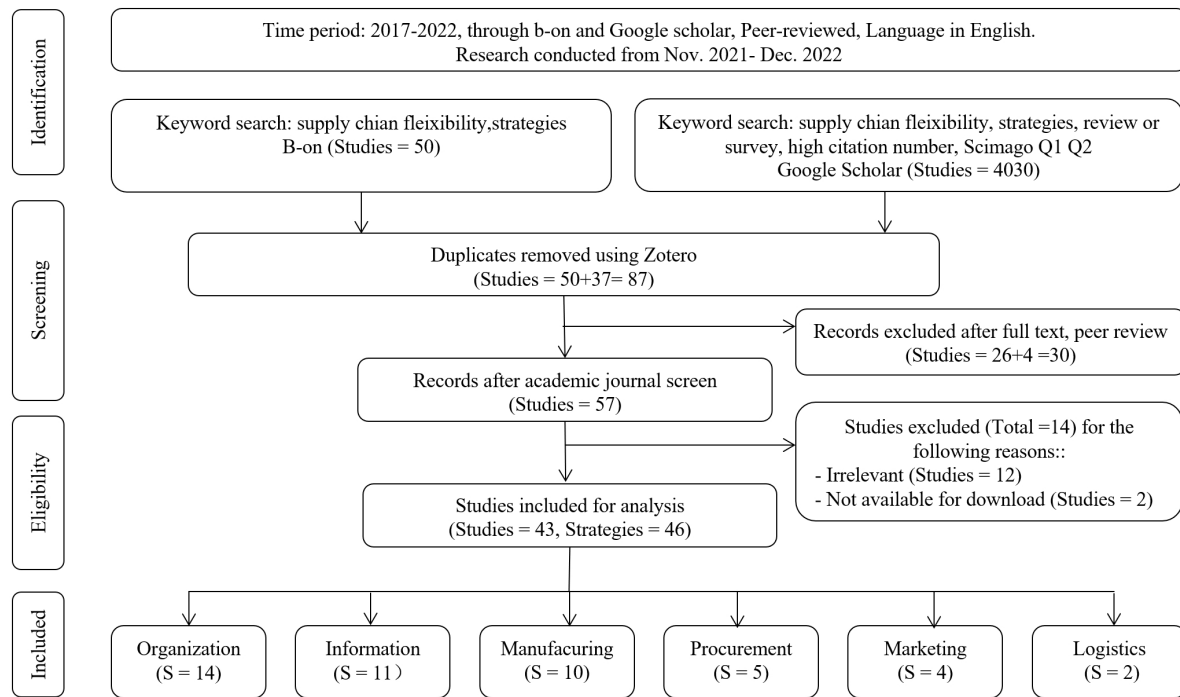 Identification
Time period: 2017-2022, through b-on and Google scholar, Peer-reviewed, Language in English.
Research conducted from Nov. 2021- Dec. 2022
Keyword search: supply chian fleixibility,strategies
B-on (Studies = 50)
Keyword search: supply chian fleixibility, strategies, review or
survey, high citation number, Scimago Q1 Q2
Google Scholar (Studies = 4030)
Screening
Duplicates removed using Zotero
(Studies = 50+37= 87)
Records excluded after full text, peer review
(Studies = 26+4 =30)
Records after academic journal screen
(Studies = 57)
Eligibility
Studies excluded (Total =14) for the
following reasons::
- Irrelevant (Studies = 12)
- Not available for download (Studies = 2)
Studies included for analysis
(Studies = 43, Strategies = 46)
Included
Organization
(S = 14)
Information
(S = 11）
Manufacuring
(S = 10)
Procurement
(S = 5)
Marketing
(S = 4)
Logistics
(S = 2)